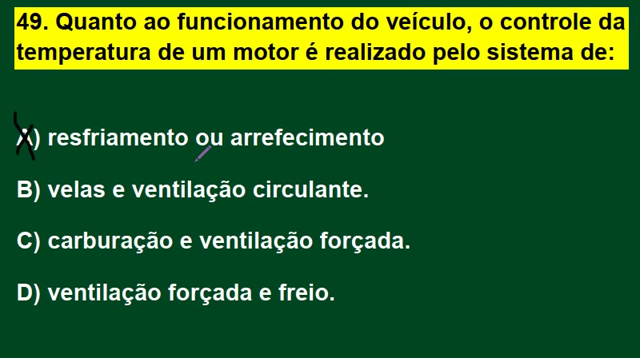 49. Quanto ao funcionamento do veículo, o controle da
temperatura de um motor é realizado pelo sistema de:
A) resfriamento ou arrefecimento
B) velas e ventilação circulante.
C) carburação e ventilação forçada.
D) ventilação forçada e freio.